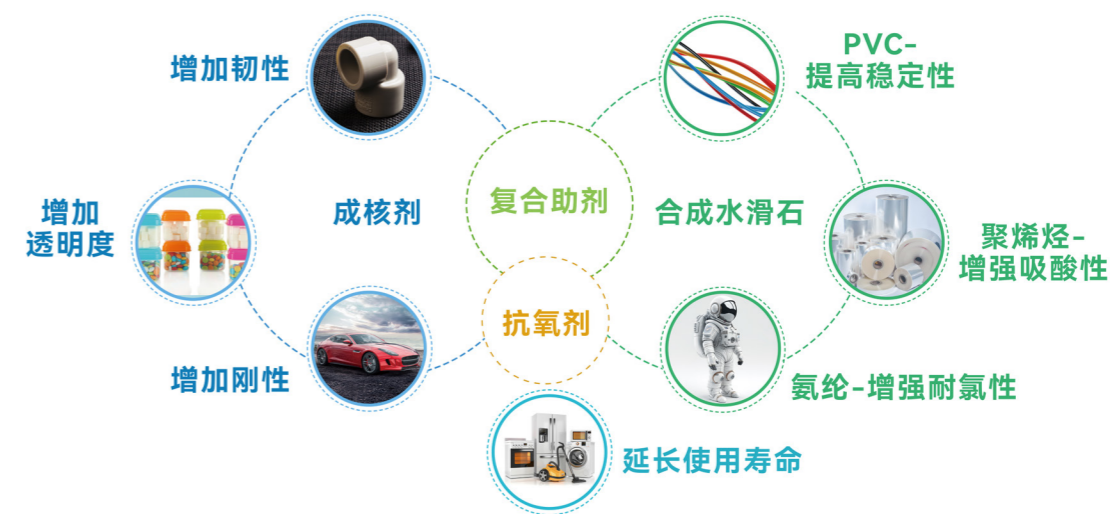 增加韧性
PVC-
提高稳定性
增加
透明度
成核剂
复合助剂
合成水滑石
聚烯烃-
增强吸酸性
抗氧剂
增加刚性
氨纶-增强耐氯性
延长使用寿命